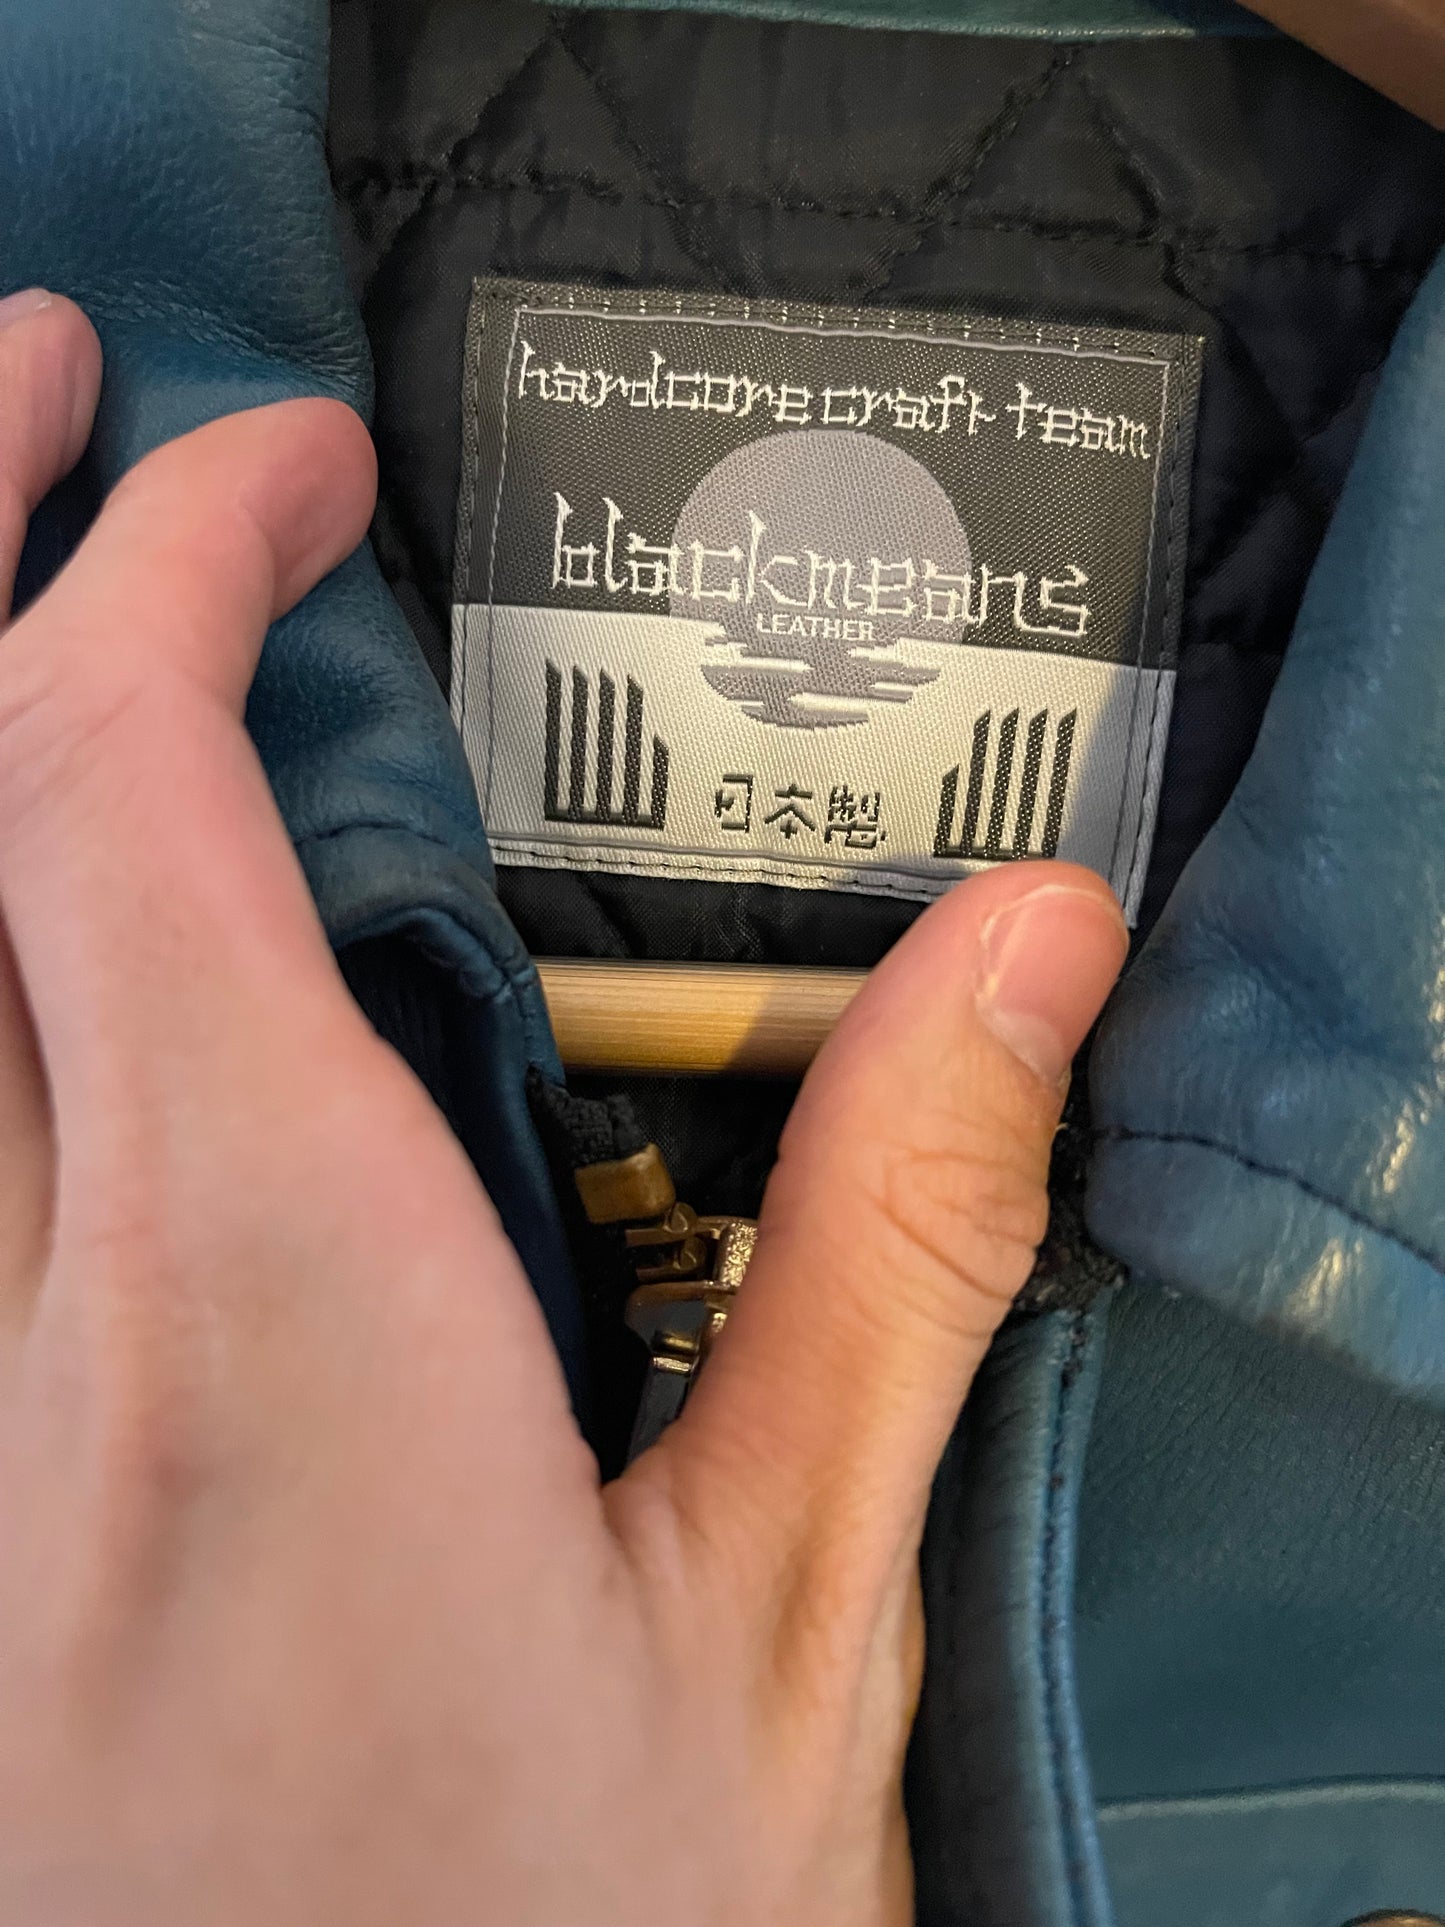 hardcore craft team
blackmeans
LEATHER
日本製